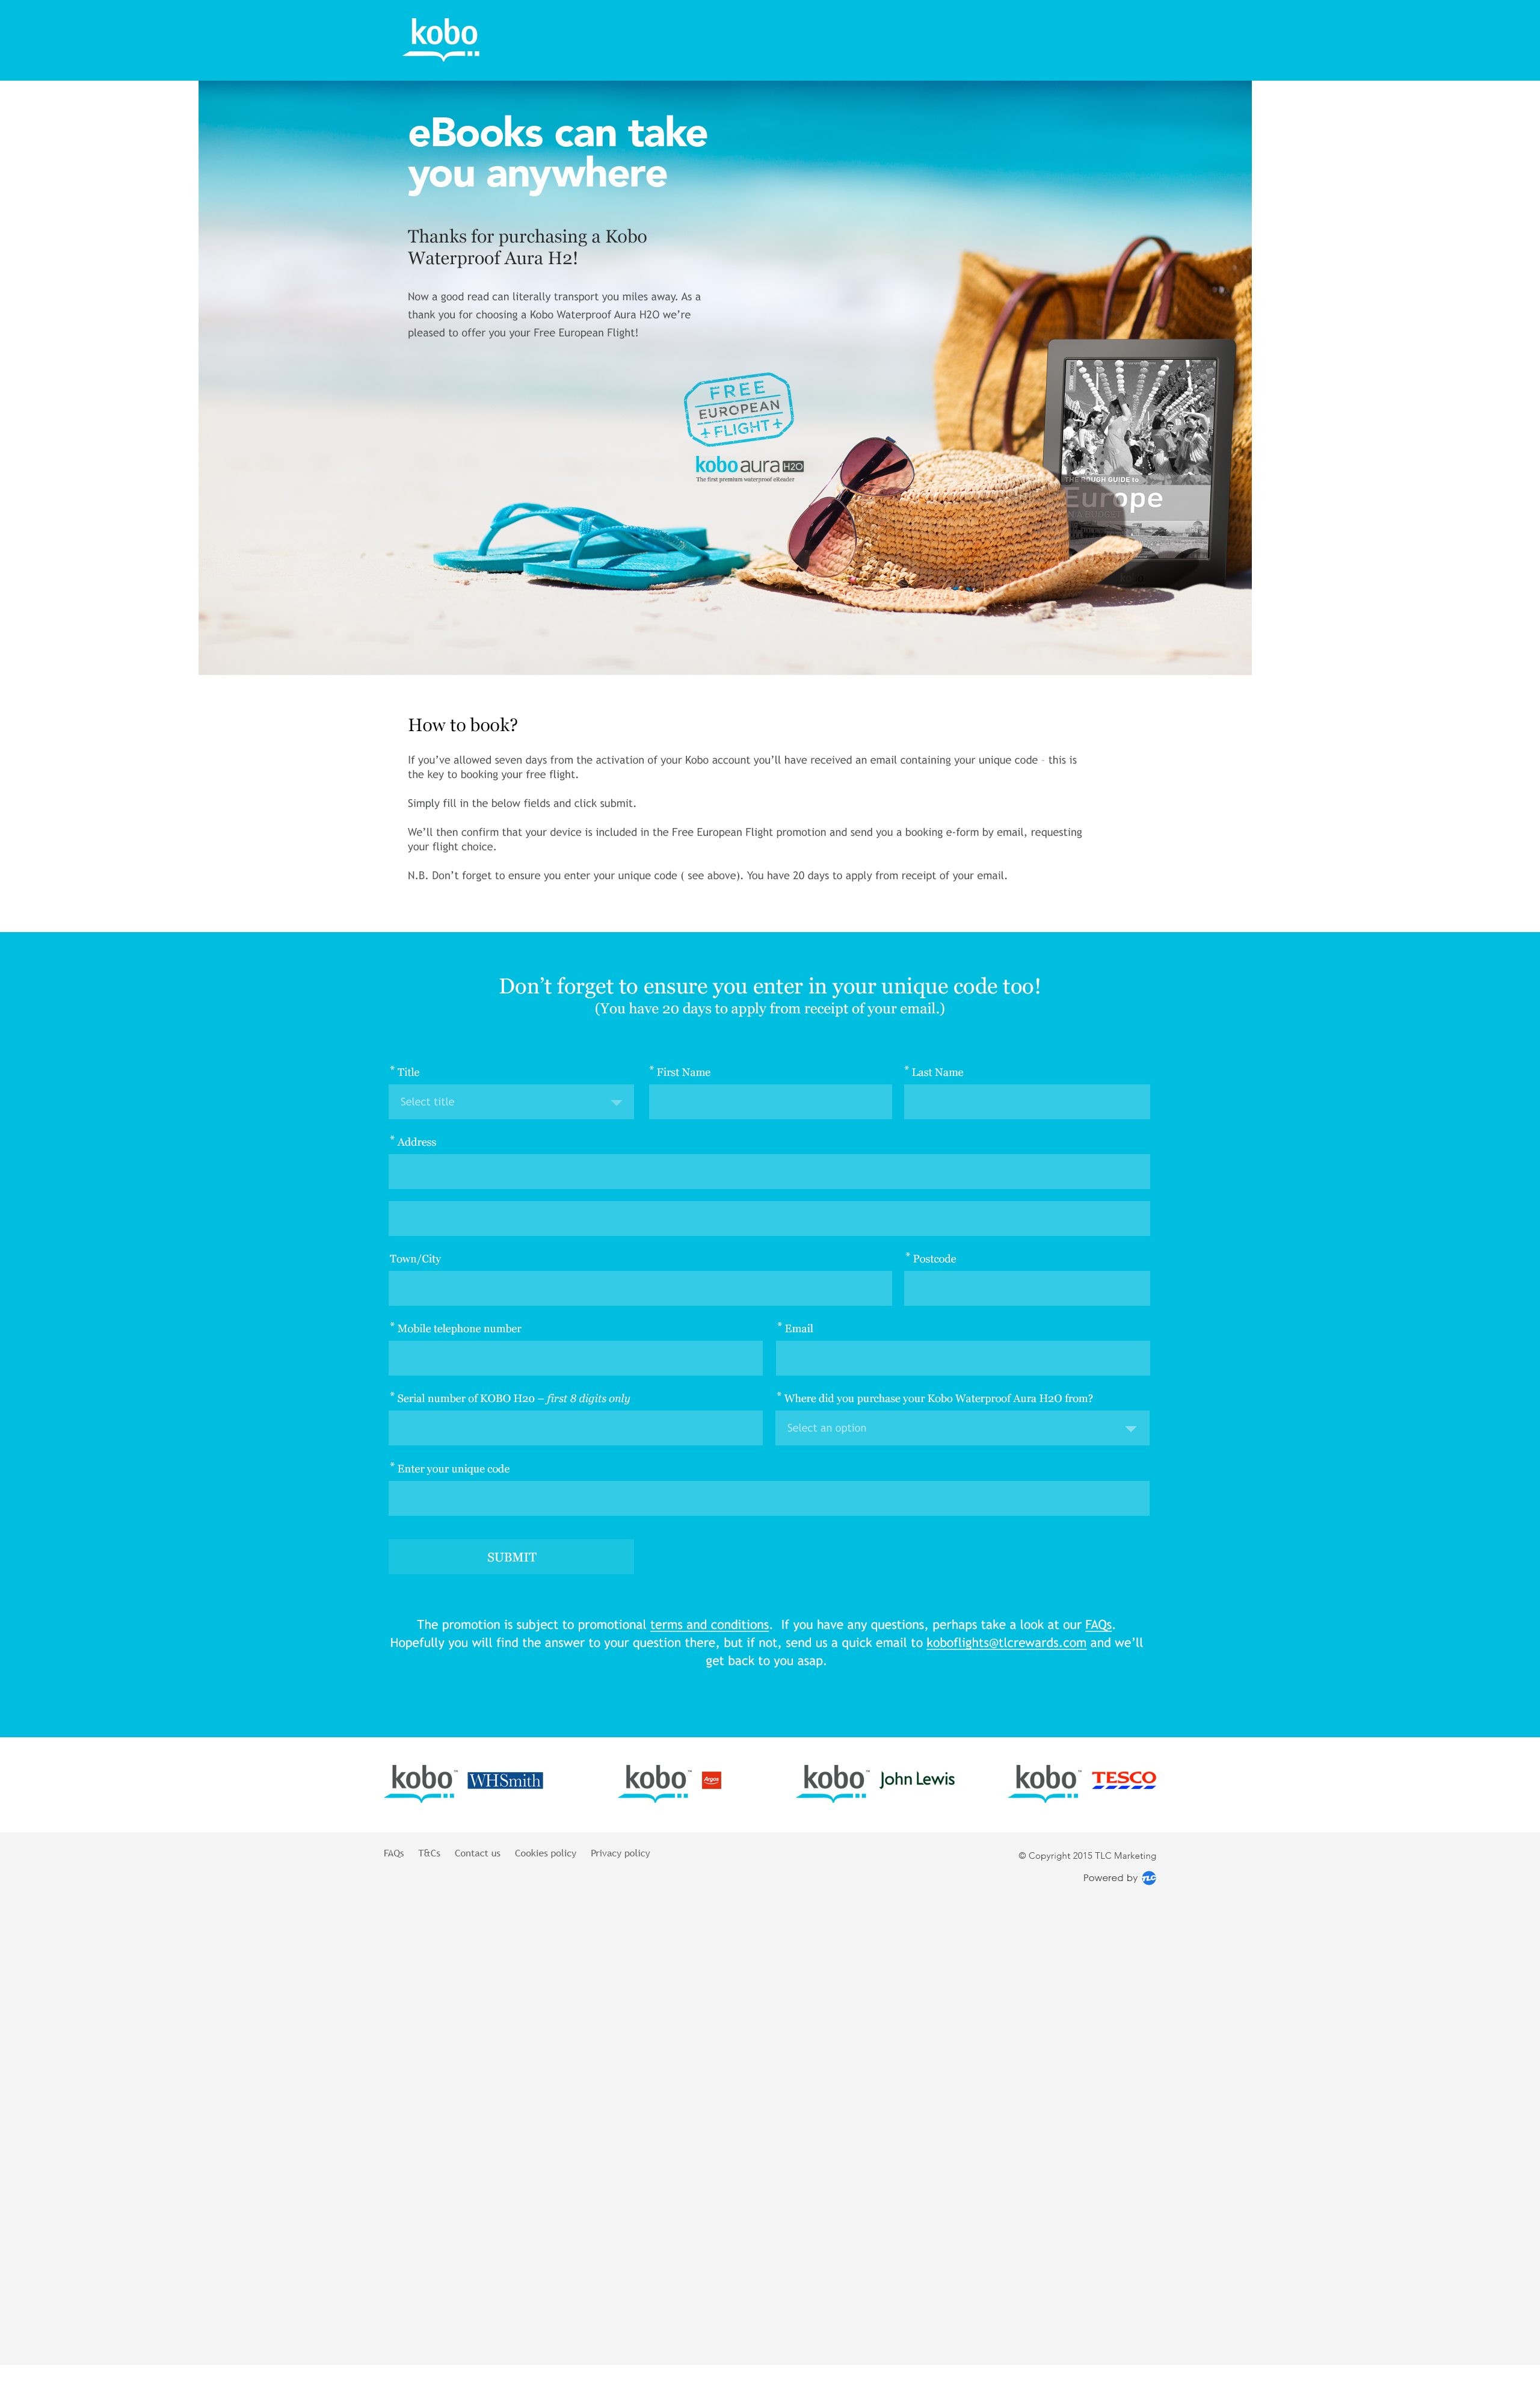 kobo
eBooks can take
you anywhere
Thanks for purchasing a Kobo
Waterproof Aura H2!
Now a good read can literally transport you miles away. As a
thank you for choosing a Kobo Waterproof Aura H2O we’re
pleased to offer you your Free European Flight!
FREE
EUROPEAN
FLIGHT
kobo aura H2O
The first premium waterproof eReader
THE ROUGH GUIDE to
Europe
ON A BUDGET
kobo
How to book?
If you’ve allowed seven days from the activation of your Kobo account you’ll have received an email containing your unique code - this is
the key to booking your free flight.
Simply fill in the below fields and click submit.
We’ll then confirm that your device is included in the Free European Flight promotion and send you a booking e-form by email, requesting
your flight choice.
N.B. Don’t forget to ensure you enter your unique code ( see above). You have 20 days to apply from receipt of your email.
Don’t forget to ensure you enter in your unique code too!
(You have 20 days to apply from receipt of your email.)
* Title * First Name * Last Name
Select title
* Address
Town/City * Postcode
* Mobile telephone number * Email
* Serial number of KOBO H20 – first 8 digits only * Where did you purchase your Kobo Waterproof Aura H2O from?
Select an option
* Enter your unique code
SUBMIT
The promotion is subject to promotional terms and conditions. If you have any questions, perhaps take a look at our FAQs.
Hopefully you will find the answer to your question there, but if not, send us a quick email to koboflights@tlcrewards.com and we’ll
get back to you asap.
kobo™ WHSmith kobo™ Argos kobo™ John Lewis kobo™ TESCO
FAQs T&Cs Contact us Cookies policy Privacy policy
© Copyright 2015 TLC Marketing
Powered by TLC